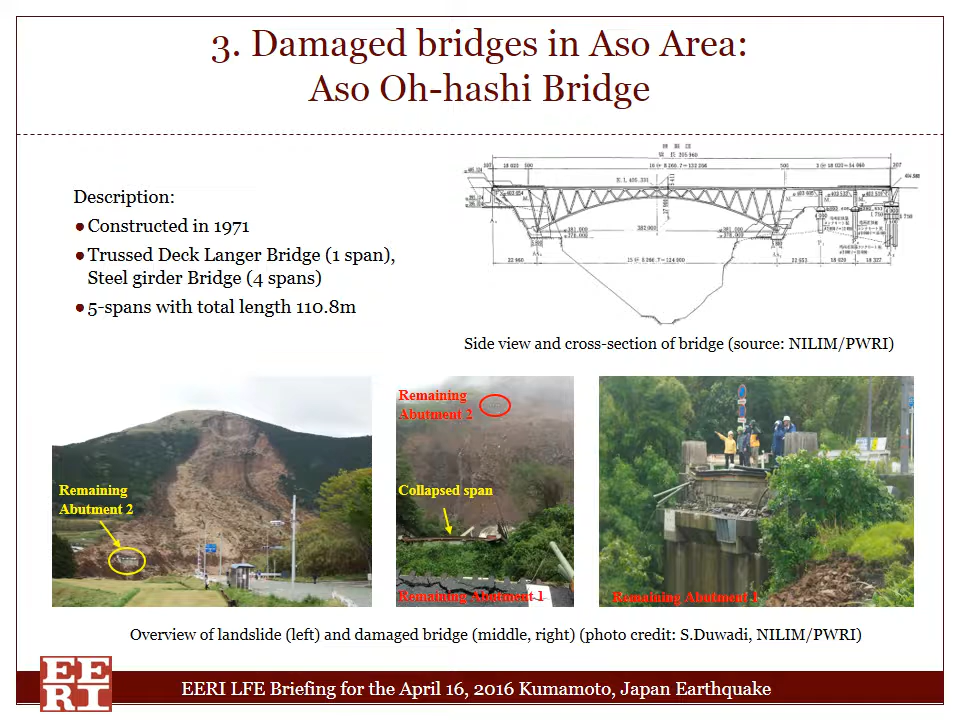 3. Damaged bridges in Aso Area:
Aso Oh-hashi Bridge
Description:
●Constructed in 1971
●Trussed Deck Langer Bridge (1 span),
Steel girder Bridge (4 spans)
●5-spans with total length 110.8m
Side view and cross-section of bridge (source: NILIM/PWRI)
Remaining
Abutment 2
Remaining
Abutment 2
Collapsed span
Remaining Abutment 1
Remaining Abutment 1
Overview of landslide (left) and damaged bridge (middle, right) (photo credit: S.Duwadi, NILIM/PWRI)
EE
RI
EERI LFE Briefing for the April 16, 2016 Kumamoto, Japan Earthquake